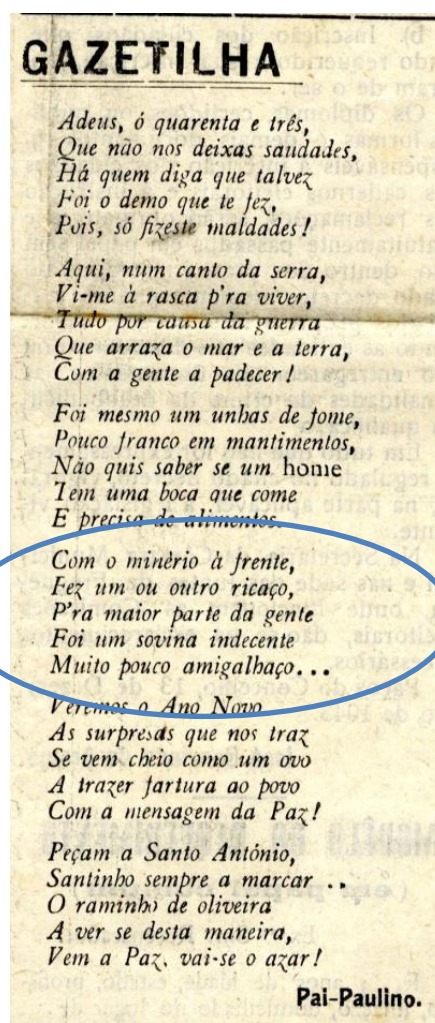 GAZETILHA
Adeus, ó quarenta e três,
Que não nos deixas saudades,
Há quem diga que talvez
Foi o demo que te fez,
Pois, só fizeste maldades!
Aqui, num canto da serra,
Vi-me à rasca p'ra viver,
Tudo por causa da guerra
Que arraza o mar e a terra,
Com a gente a padecer!
Foi mesmo um unhas de fome,
Pouco franco em mantimentos,
Não quis saber se um home
Tem uma boca que come
E precisa de alimentos.
Com o minério à frente,
Fez um ou outro ricaço,
P'ra maior parte da gente
Foi um sovina indecente
Muito pouco amigalhaço...
Veremos o Ano Novo
As surpresas que nos traz
Se vem cheio como um ovo
A trazer fartura ao povo
Com a mensagem da Paz!
Peçam a Santo António,
Santinho sempre a marcar ..
O raminho de oliveira
A ver se desta maneira,
Vem a Paz, vai-se o azar!
Pai-Paulino.